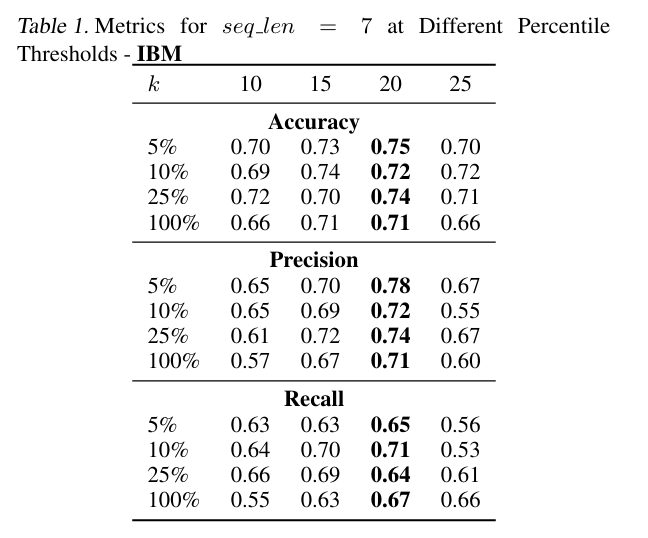 Table 1. Metrics for seq_len = 7 at Different Percentile
Thresholds - IBM
k 10 15 20 25
Accuracy
5% 0.70 0.73 0.75 0.70
10% 0.69 0.74 0.72 0.72
25% 0.72 0.70 0.74 0.71
100% 0.66 0.71 0.71 0.66
Precision
5% 0.65 0.70 0.78 0.67
10% 0.65 0.69 0.72 0.55
25% 0.61 0.72 0.74 0.67
100% 0.57 0.67 0.71 0.60
Recall
5% 0.63 0.63 0.65 0.56
10% 0.64 0.70 0.71 0.53
25% 0.66 0.69 0.64 0.61
100% 0.55 0.63 0.67 0.66